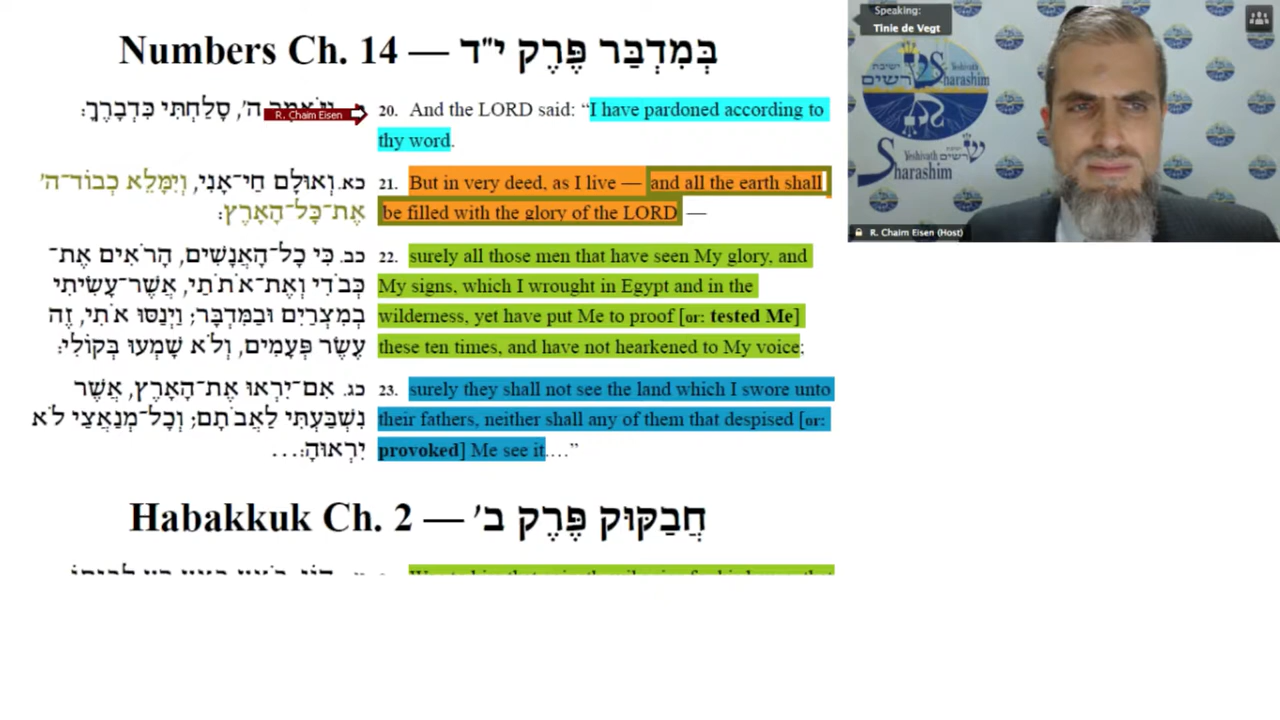 Numbers Ch. 14 — בְּמִדְבַּר פֶּרֶק י"ד
ה', סָלַחְתִּי כִּדְבָרֶךָ:
R. Chaim Eisen
20. And the LORD said: “I have pardoned according to
thy word.
כא. וְאוּלָם חַי־אָנִי, וְיִמָּלֵא כְבוֹד־ה'
אֶת־כָּל־הָאָרֶץ:
21. But in very deed, as I live — and all the earth shall
be filled with the glory of the LORD —
כב. כִּי כָל־הָאֲנָשִׁים, הָרֹאִים אֶת־
כְּבֹדִי וְאֶת־אֹתֹתַי, אֲשֶׁר־עָשִׂיתִי
בְמִצְרַיִם וּבַמִּדְבָּר; וַיְנַסּוּ אֹתִי, זֶה
עֶשֶׂר פְּעָמִים, וְלֹא שָׁמְעוּ בְּקוֹלִי:
22. surely all those men that have seen My glory, and
My signs, which I wrought in Egypt and in the
wilderness, yet have put Me to proof [or: tested Me]
these ten times, and have not hearkened to My voice;
כג. אִם־יִרְאוּ אֶת־הָאָרֶץ, אֲשֶׁר
נִשְׁבַּעְתִּי לַאֲבֹתָם; וְכָל־מְנַאֲצַי לֹא
יִרְאוּהָ:...
23. surely they shall not see the land which I swore unto
their fathers, neither shall any of them that despised [or:
provoked] Me see it....”
Habakkuk Ch. 2 — חֲבַקּוּק פֶּרֶק ב'
Speaking:
Tinie de Vegt
ישיבת
שרשים
Yeshivath
Sharashim
R. Chaim Eisen (Host)